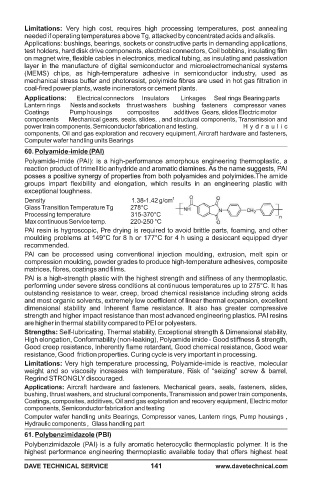 Limitations: Very high cost, requires high processing temperatures, post annealing
needed if operating temperatures above Tg, attacked by concentrated acids and alkalis.
Applications: bushings, bearings, sockets or constructive parts in demanding applications,
test holders, hard disk drive components, electrical connectors, Coil bobbins, insulating film
on magnet wire, flexible cables in electronics, medical tubing, as insulating and passivation
layer in the manufacture of digital semiconductor and microelectromechanical systems
(MEMS) chips, as high-temperature adhesive in semiconductor industry, used as
mechanical stress buffer and photoresist, polyimide fibres are used in hot gas filtration in
coal-fired power plants, waste incinerators or cement plants.
Applications: Electrical connectors Insulators Linkages Seal rings Bearing parts
Lantern rings Nests and sockets thrust washers bushing fasteners compressor vanes
Coatings Pump housings composites additives Gears, slides Electric motor
components Mechanical gears, seals, slides, , and structural components, Transmission and
power train components, Semiconductor fabrication and testing, H y d r a u l i c
components, Oil and gas exploration and recovery equipment, Aircraft hardware and fasteners,
Computer wafer handling units Bearings
60. Polyamide-imide (PAI)
Polyamide-imide (PAI): is a high-performance amorphous engineering thermoplastic, a
reaction product of trimellitic anhydride and aromatic diamines. As the name suggests, PAI
posses a positive synergy of properties from both polyamides and polyimides.The amide
groups impart flexibility and elongation, which results in an engineering plastic with
exceptional toughness.
Density 1.38-1.42 g/cm³
Glass Transition Temperature Tg 278°C
Processing temperature 315-370°C
Max continuous Service temp. 220-250 °C
O
NH
N
CH₂
O
n
PAI resin is hygroscopic, Pre drying is required to avoid brittle parts, foaming, and other
moulding problems at 149°C for 8 h or 177°C for 4 h using a desiccant equipped dryer
recommended.
PAI can be processed using conventional injection moulding, extrusion, melt spin or
compression moulding, powder grades to produce high-temperature adhesives, composite
matrices, fibres, coatings and films.
PAI is a high-strength plastic with the highest strength and stiffness of any thermoplastic,
performing under severe stress conditions at continuous temperatures up to 275°C. It has
outstanding resistance to wear, creep, broad chemical resistance including strong acids
and most organic solvents, extremely low coefficient of linear thermal expansion, excellent
dimensional stability and inherent flame resistance. It also has greater compressive
strength and higher impact resistance than most advanced engineering plastics. PAI resins
are higher in thermal stability compared to PEI or polyesters.
Strengths: Self-lubricating, Thermal stability, Exceptional strength & Dimensional stability,
High elongation, Conformability (non-leaking), Polyamide imide - Good stiffness & strength,
Good creep resistance, Inherently flame retardant, Good chemical resistance, Good wear
resistance, Good friction properties. Curing cycle is very important in processing.
Limitations: Very high temperature processing, Polyamide-imide is reactive, molecular
weight and so viscosity increases with temperature, Risk of "seizing" screw & barrel,
Regrind STRONGLY discouraged.
Applications: Aircraft hardware and fasteners, Mechanical gears, seals, fasteners, slides,
bushing, thrust washers, and structural components, Transmission and power train components,
Coatings, composites, additives, Oil and gas exploration and recovery equipment, Electric motor
components, Semiconductor fabrication and testing
Computer wafer handling units Bearings, Compressor vanes, Lantern rings, Pump housings ,
Hydraulic components , Glass handling part
61. Polybenzimidazole (PBI)
Polybenzimidazole (PAI) is a fully aromatic heterocyclic thermoplastic polymer. It is the
highest performance engineering thermoplastic available today that offers highest heat
DAVE TECHNICAL SERVICE 141 www.davetechnical.com